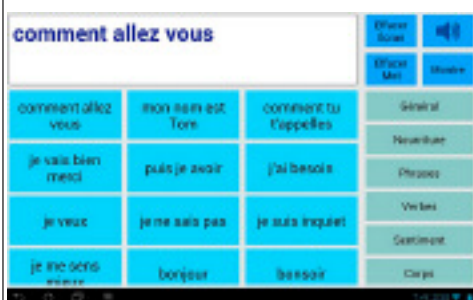 comment allez vous
Effacer
Ecran
Effacer
Mot
Montre
comment allez
vous
mon nom est
Tom
comment tu
t'appelles
Général
Nourriture
je vais bien
merci
puis je avoir
j'ai besoin
Phrases
Verbes
je veux
je ne sais pas
je suis inquiet
Sentiment
je me sens
mieux
bonjour
bonsoir
Corps